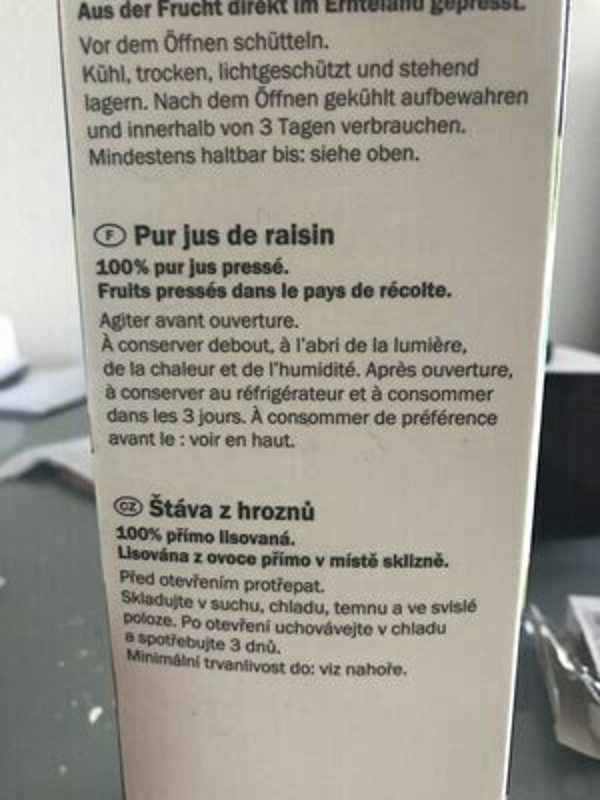 Aus der Frucht direkt im Ernteland gepresst.
Vor dem Öffnen schütteln.
Kühl, trocken, lichtgeschützt und stehend
lagern. Nach dem Öffnen gekühlt aufbewahren
und innerhalb von 3 Tagen verbrauchen.
Mindestens haltbar bis: siehe oben.
F Pur jus de raisin
100% pur jus pressé.
Fruits pressés dans le pays de récolte.
Agiter avant ouverture.
À conserver debout, à l'abri de la lumière,
de la chaleur et de l'humidité. Après ouverture,
à conserver au réfrigérateur et à consommer
dans les 3 jours. À consommer de préférence
avant le : voir en haut.
CZ Štáva z hroznů
100% přímo lisovaná.
Lisována z ovoce přímo v místě sklizně.
Před otevřením protřepat.
Skladujte v suchu, chladu, temnu a ve svislé
poloze. Po otevření uchovávejte v chladu
a spotřebujte 3 dnů.
Minimální trvanlivost do: viz nahoře.